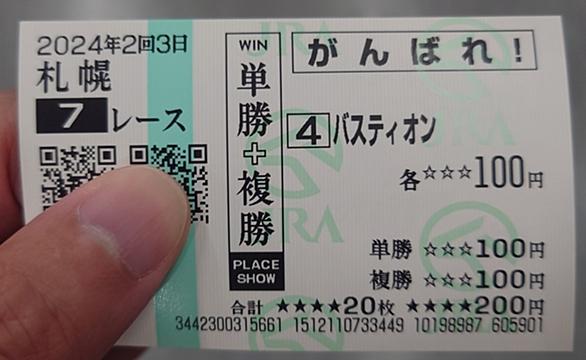 2024年2回3日
札幌
7レース
WIN
単勝+複勝
PLACE
SHOW
がんばれ!
4 バスティオン
各☆☆☆100円
単勝 ☆☆☆100円
複勝 ☆☆☆100円
合計 ★★★★20枚 ★★★★200円
3442300315661 1512110733449 10198987 605901
JRA
JRA
JRA